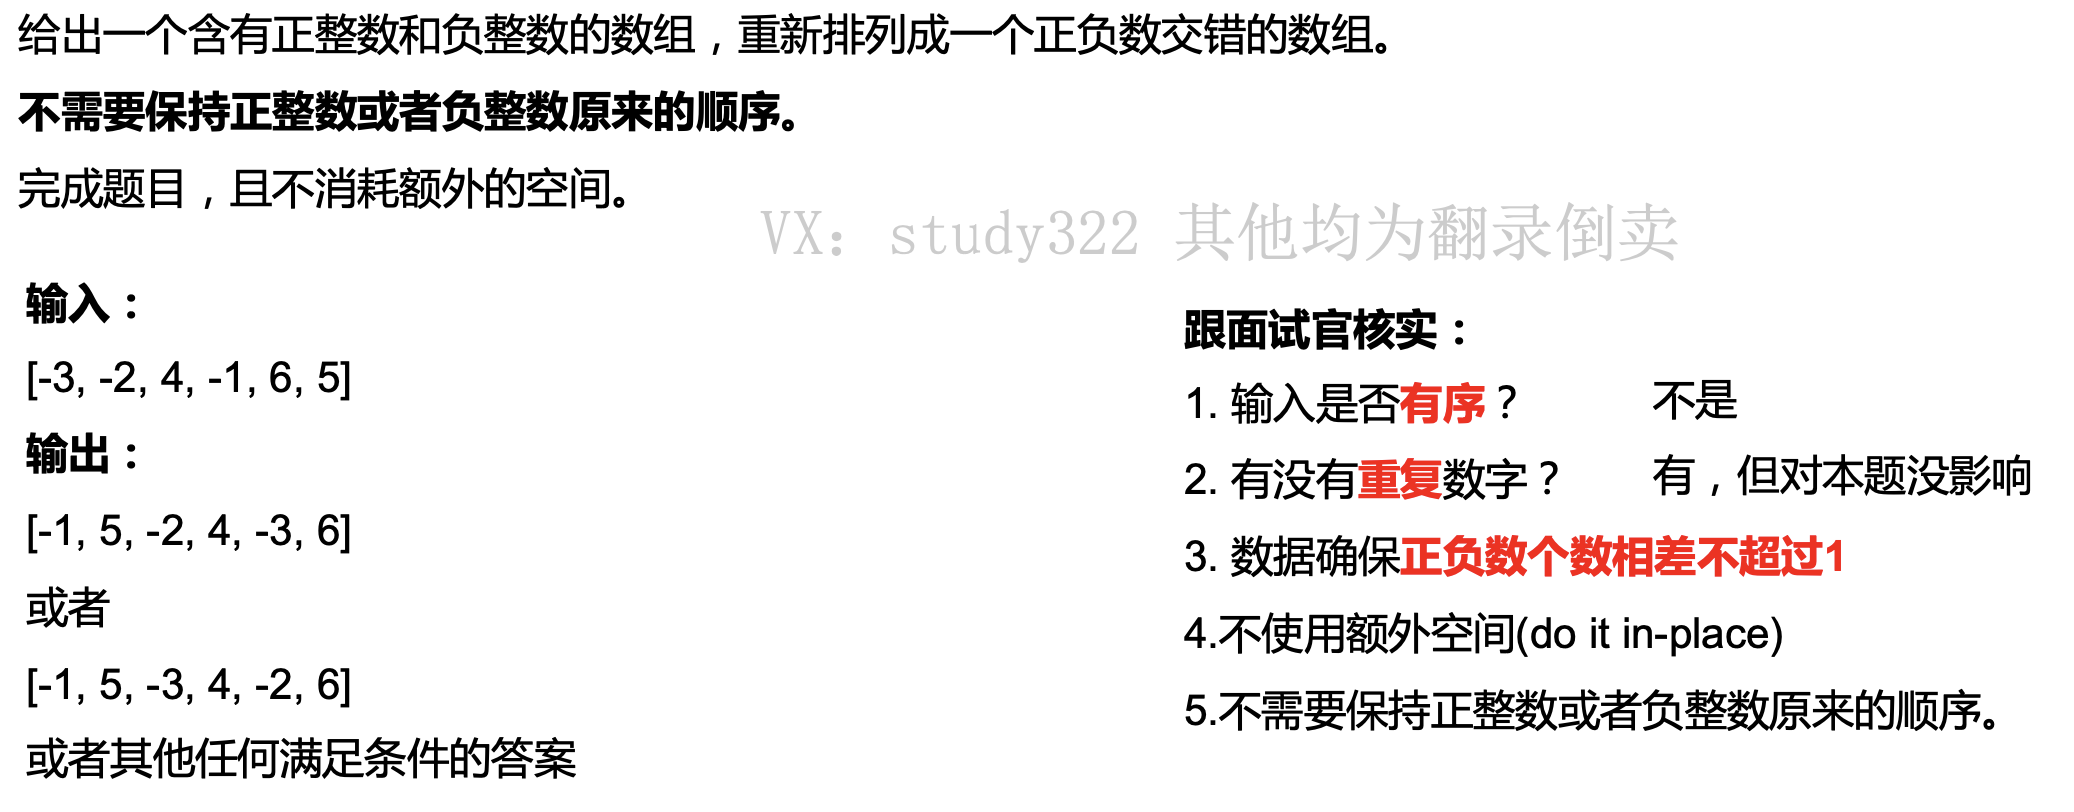 给出一个含有正整数和负整数的数组，重新排列成一个正负数交错的数组。
不需要保持正整数或者负整数原来的顺序。
完成题目，且不消耗额外的空间。
VX：study322 其他均为翻录倒卖
输入：
[-3, -2, 4, -1, 6, 5]
输出：
[-1, 5, -2, 4, -3, 6]
或者
[-1, 5, -3, 4, -2, 6]
或者其他任何满足条件的答案
跟面试官核实：
1. 输入是否有序？ 不是
2. 有没有重复数字？ 有，但对本题没影响
3. 数据确保正负数个数相差不超过1
4.不使用额外空间(do it in-place)
5.不需要保持正整数或者负整数原来的顺序。